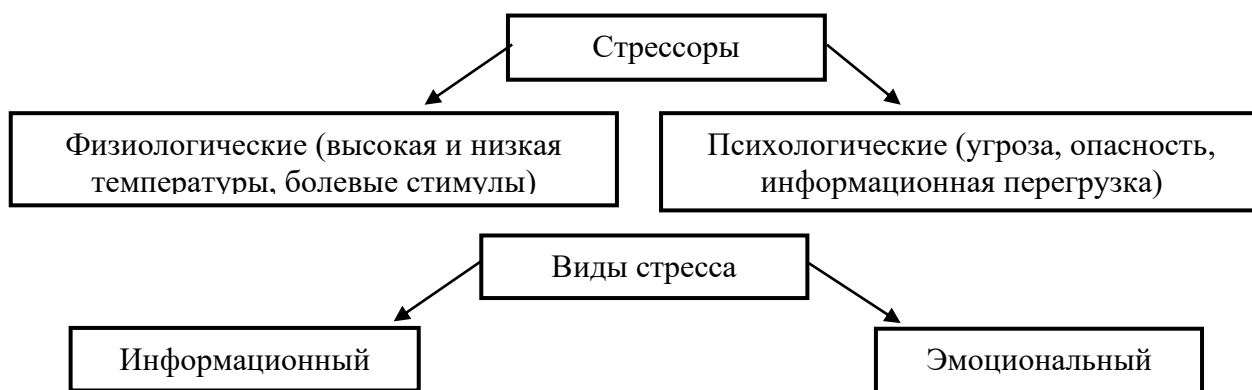 Стрессоры
Физиологические (высокая и низкая
температуры, болевые стимулы)
Психологические (угроза, опасность,
информационная перегрузка)
Виды стресса
Информационный
Эмоциональный